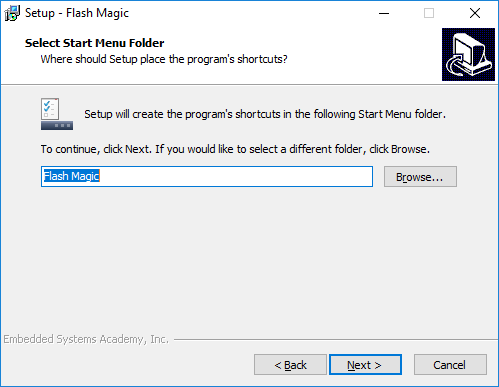 Setup - Flash Magic
Select Start Menu Folder
Where should Setup place the program's shortcuts?
Setup will create the program's shortcuts in the following Start Menu folder.
To continue, click Next. If you would like to select a different folder, click Browse.
Flash Magic
Browse...
Embedded Systems Academy, Inc.
< Back
Next >
Cancel